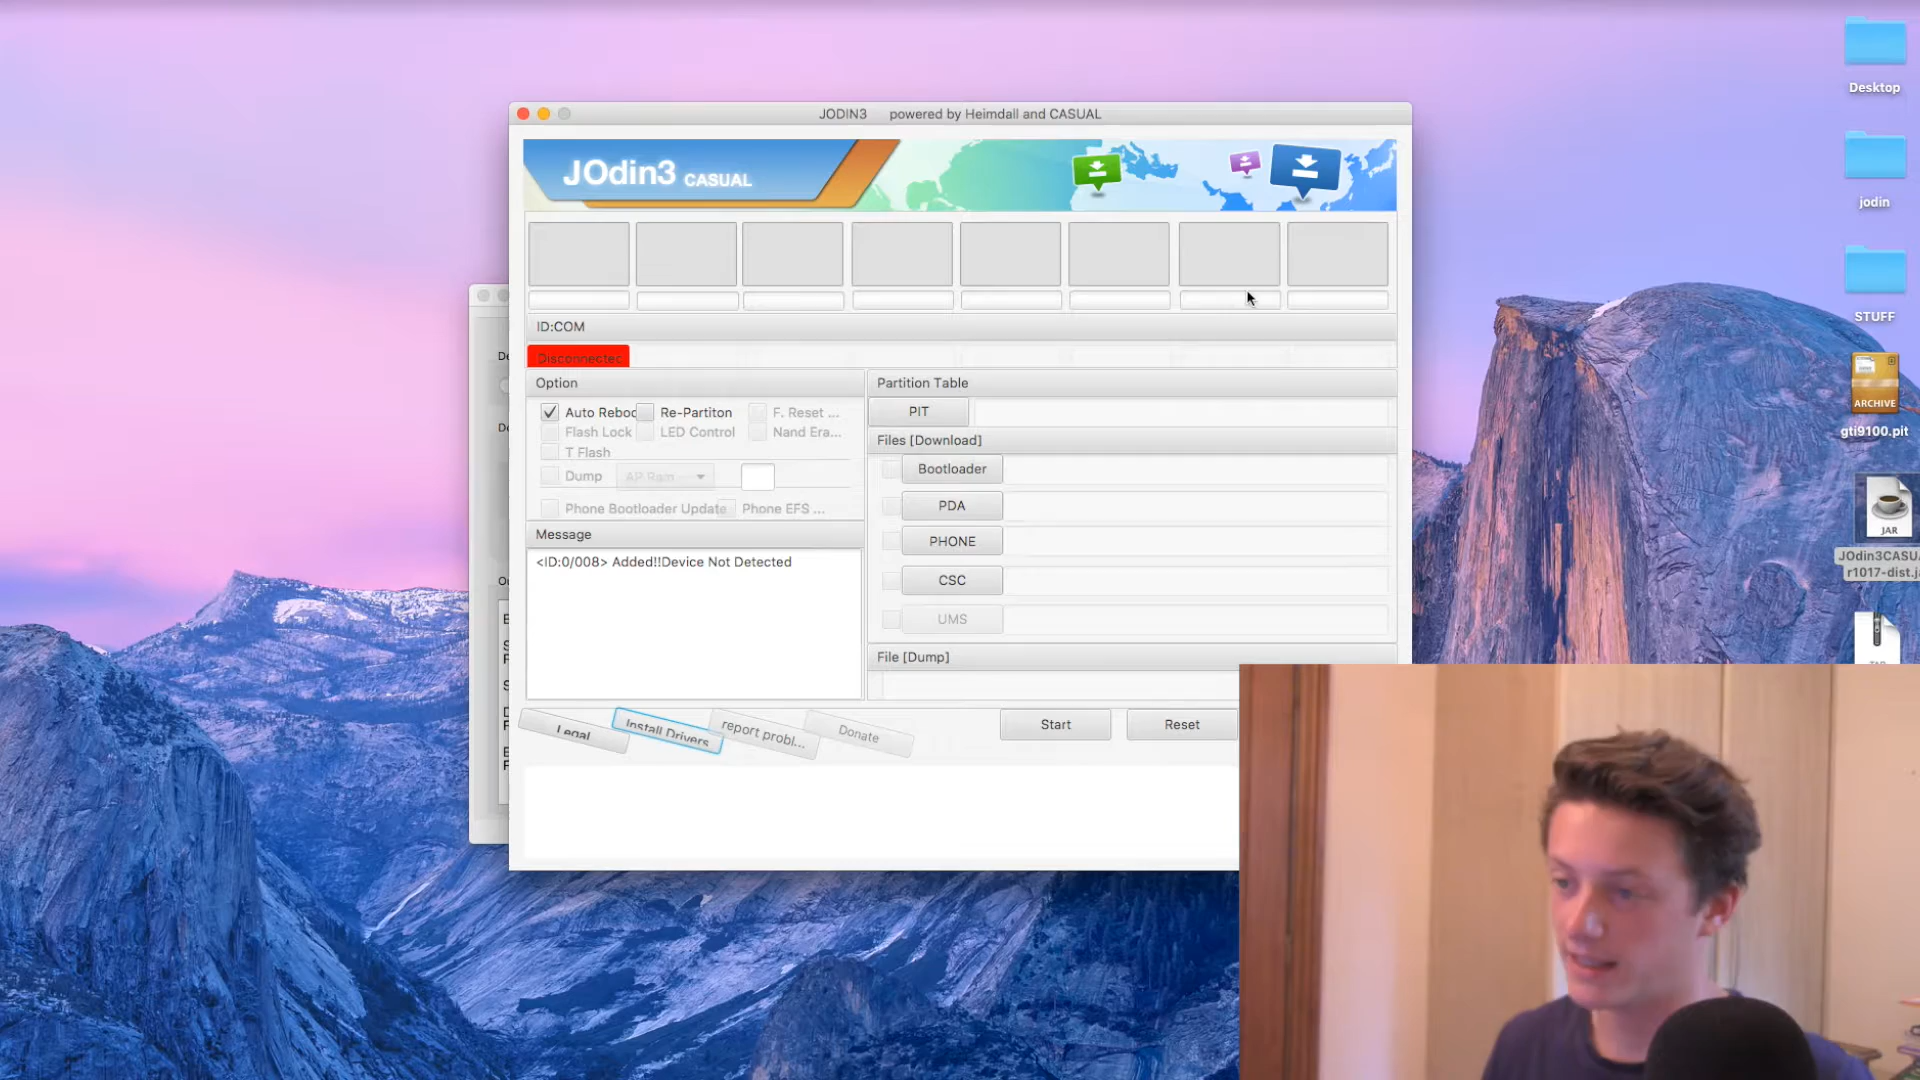 JODIN3 powered by Heimdall and CASUAL
JOdin3 CASUAL
ID:COM
Disconnected
Option
Auto Reboo
Re-Partiton
F. Reset ...
Flash Lock
LED Control
Nand Era...
T Flash
Dump
AP Ram
Phone Bootloader Update
Phone EFS ...
Message
<ID:0/008> Added!!Device Not Detected
Partition Table
PIT
Files [Download]
Bootloader
PDA
PHONE
CSC
UMS
File [Dump]
Legal
Install Drivers
report probl...
Donate
Start
Reset
De
De
Desktop
jodin
STUFF
ARCHIVE
gti9100.pit
JAR
JOdin3CASU
r1017-dist.ja